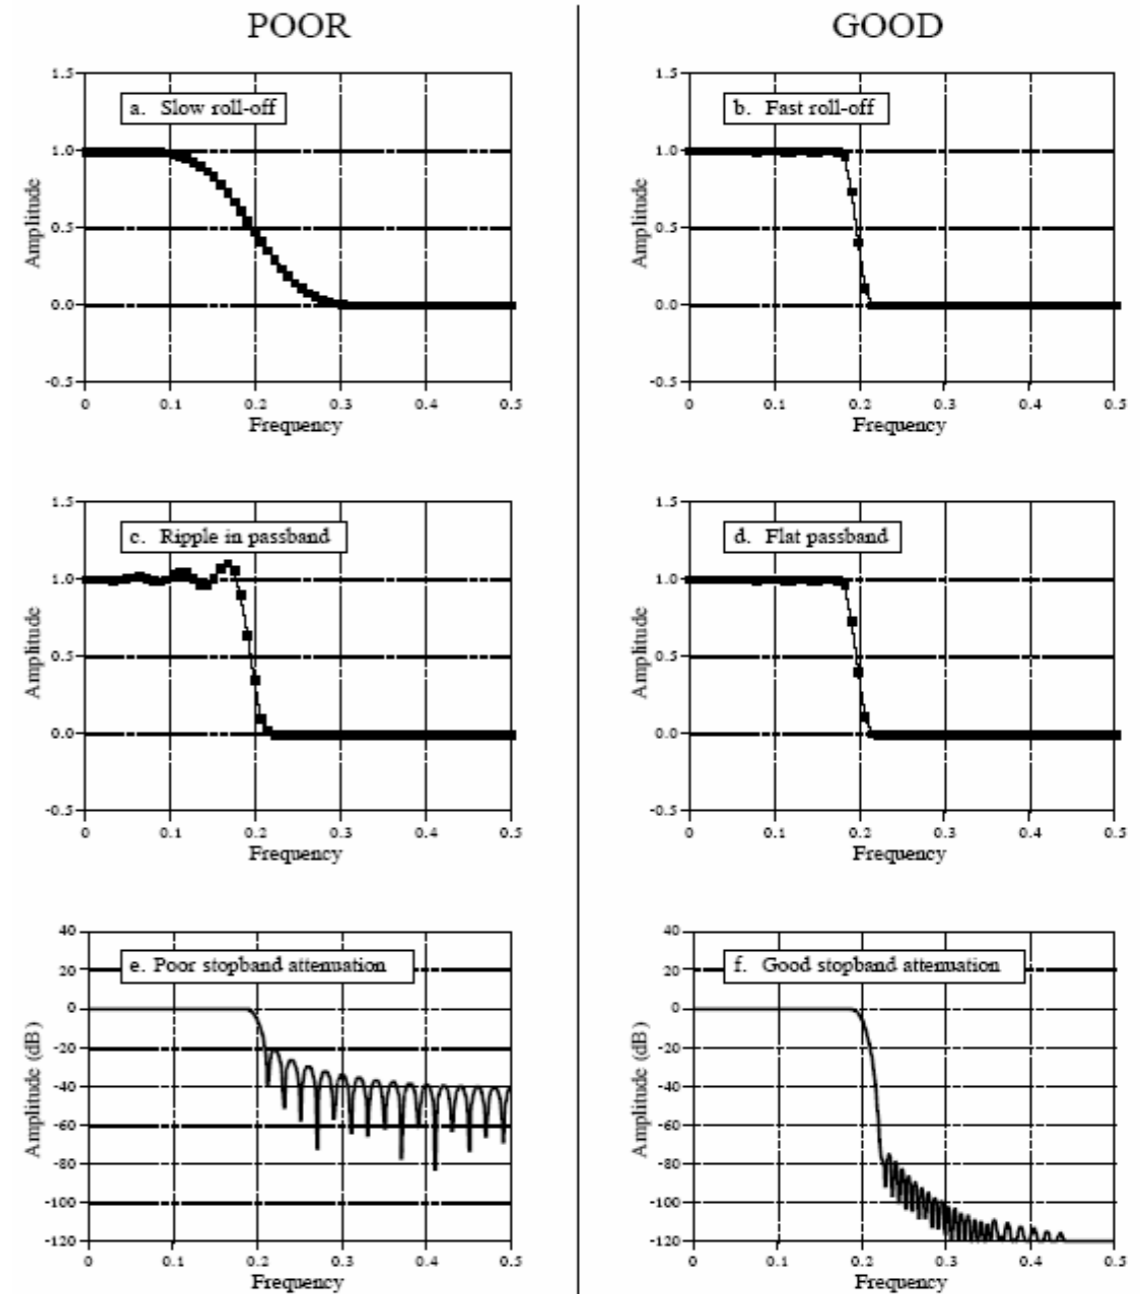 POOR
GOOD
a. Slow roll-off
1.5
1.0
0.5
0.0
-0.5
Amplitude
0 0.1 0.2 0.3 0.4 0.5
Frequency
b. Fast roll-off
1.5
1.0
0.5
0.0
-0.5
Amplitude
0 0.1 0.2 0.3 0.4 0.5
Frequency
c. Ripple in passband
1.5
1.0
0.5
0.0
-0.5
Amplitude
0 0.1 0.2 0.3 0.4 0.5
Frequency
d. Flat passband
1.5
1.0
0.5
0.0
-0.5
Amplitude
0 0.1 0.2 0.3 0.4 0.5
Frequency
e. Poor stopband attenuation
40
20
0
-20
-40
-60
-80
-100
-120
Amplitude (dB)
0 0.1 0.2 0.3 0.4 0.5
Frequency
f. Good stopband attenuation
40
20
0
-20
-40
-60
-80
-100
-120
Amplitude (dB)
0 0.1 0.2 0.3 0.4 0.5
Frequency